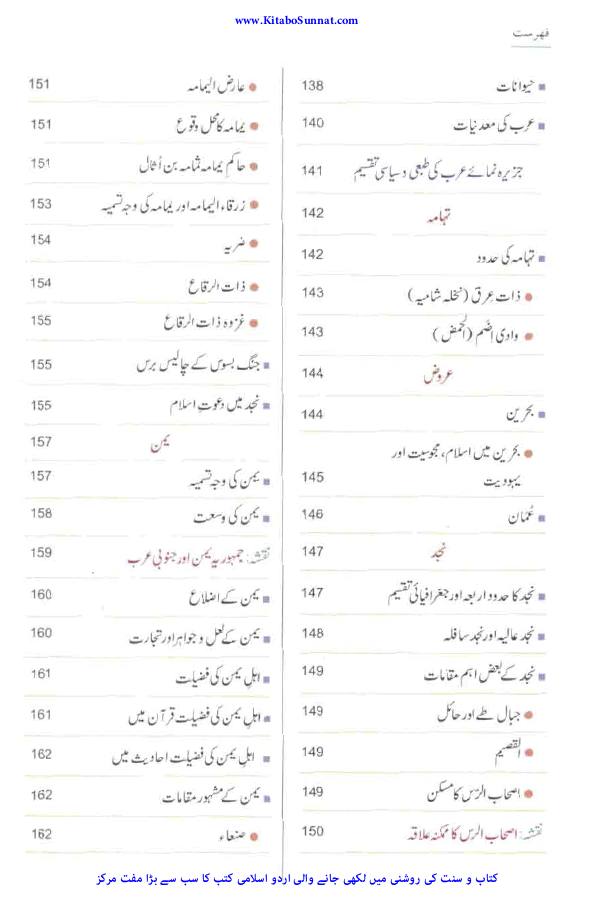 www.KitaboSunnat.com
فہرست
حیوانات 138
عرب کی معدنیات 140
جزیرہ نمائے عرب کی طبعی و سیاسی تقسیم 141
تہامہ 142
تہامہ کی حدود 142
ذات عرق (نخلہ شامیہ) 143
وادی اضم (الحمض) 143
عروض 144
بحرین 144
بحرین میں اسلام، مجوسیت اور
یہودیت 145
عُمان 146
نجد 147
نجد کا حدود اربعہ اور جغرافیائی تقسیم 147
نجد عالیہ اور نجد سافلہ 148
نجد کے بعض اہم مقامات 149
جبال طے اور حائل 149
القصیم 149
اصحاب الرّس کا مسکن 149
نقشہ: اصحاب الرس کا ممکنہ علاقہ 150
عارض الیمامہ 151
یمامہ کا محل وقوع 151
حاکم یمامہ ثمامہ بن اُثال 151
زرقاء الیمامہ اور یمامہ کی وجہ تسمیہ 153
ضریہ 154
ذات الرقاع 154
غزوہ ذات الرقاع 155
جنگ بسوس کے چالیس برس 155
نجد میں دعوتِ اسلام 155
یمن 157
یمن کی وجہ تسمیہ 157
یمن کی وسعت 158
نقشہ: جمہوریہ یمن اور جنوبی عرب 159
یمن کے اضلاع 160
یمن کے لعل و جواہر اور تجارت 160
اہلِ یمن کی فضیلت 161
اہلِ یمن کی فضیلت قرآن میں 161
اہلِ یمن کی فضیلت احادیث میں 162
یمن کے مشہور مقامات 162
صنعاء 162
کتاب و سنت کی روشنی میں لکھی جانے والی اردو اسلامی کتب کا سب سے بڑا مفت مرکز